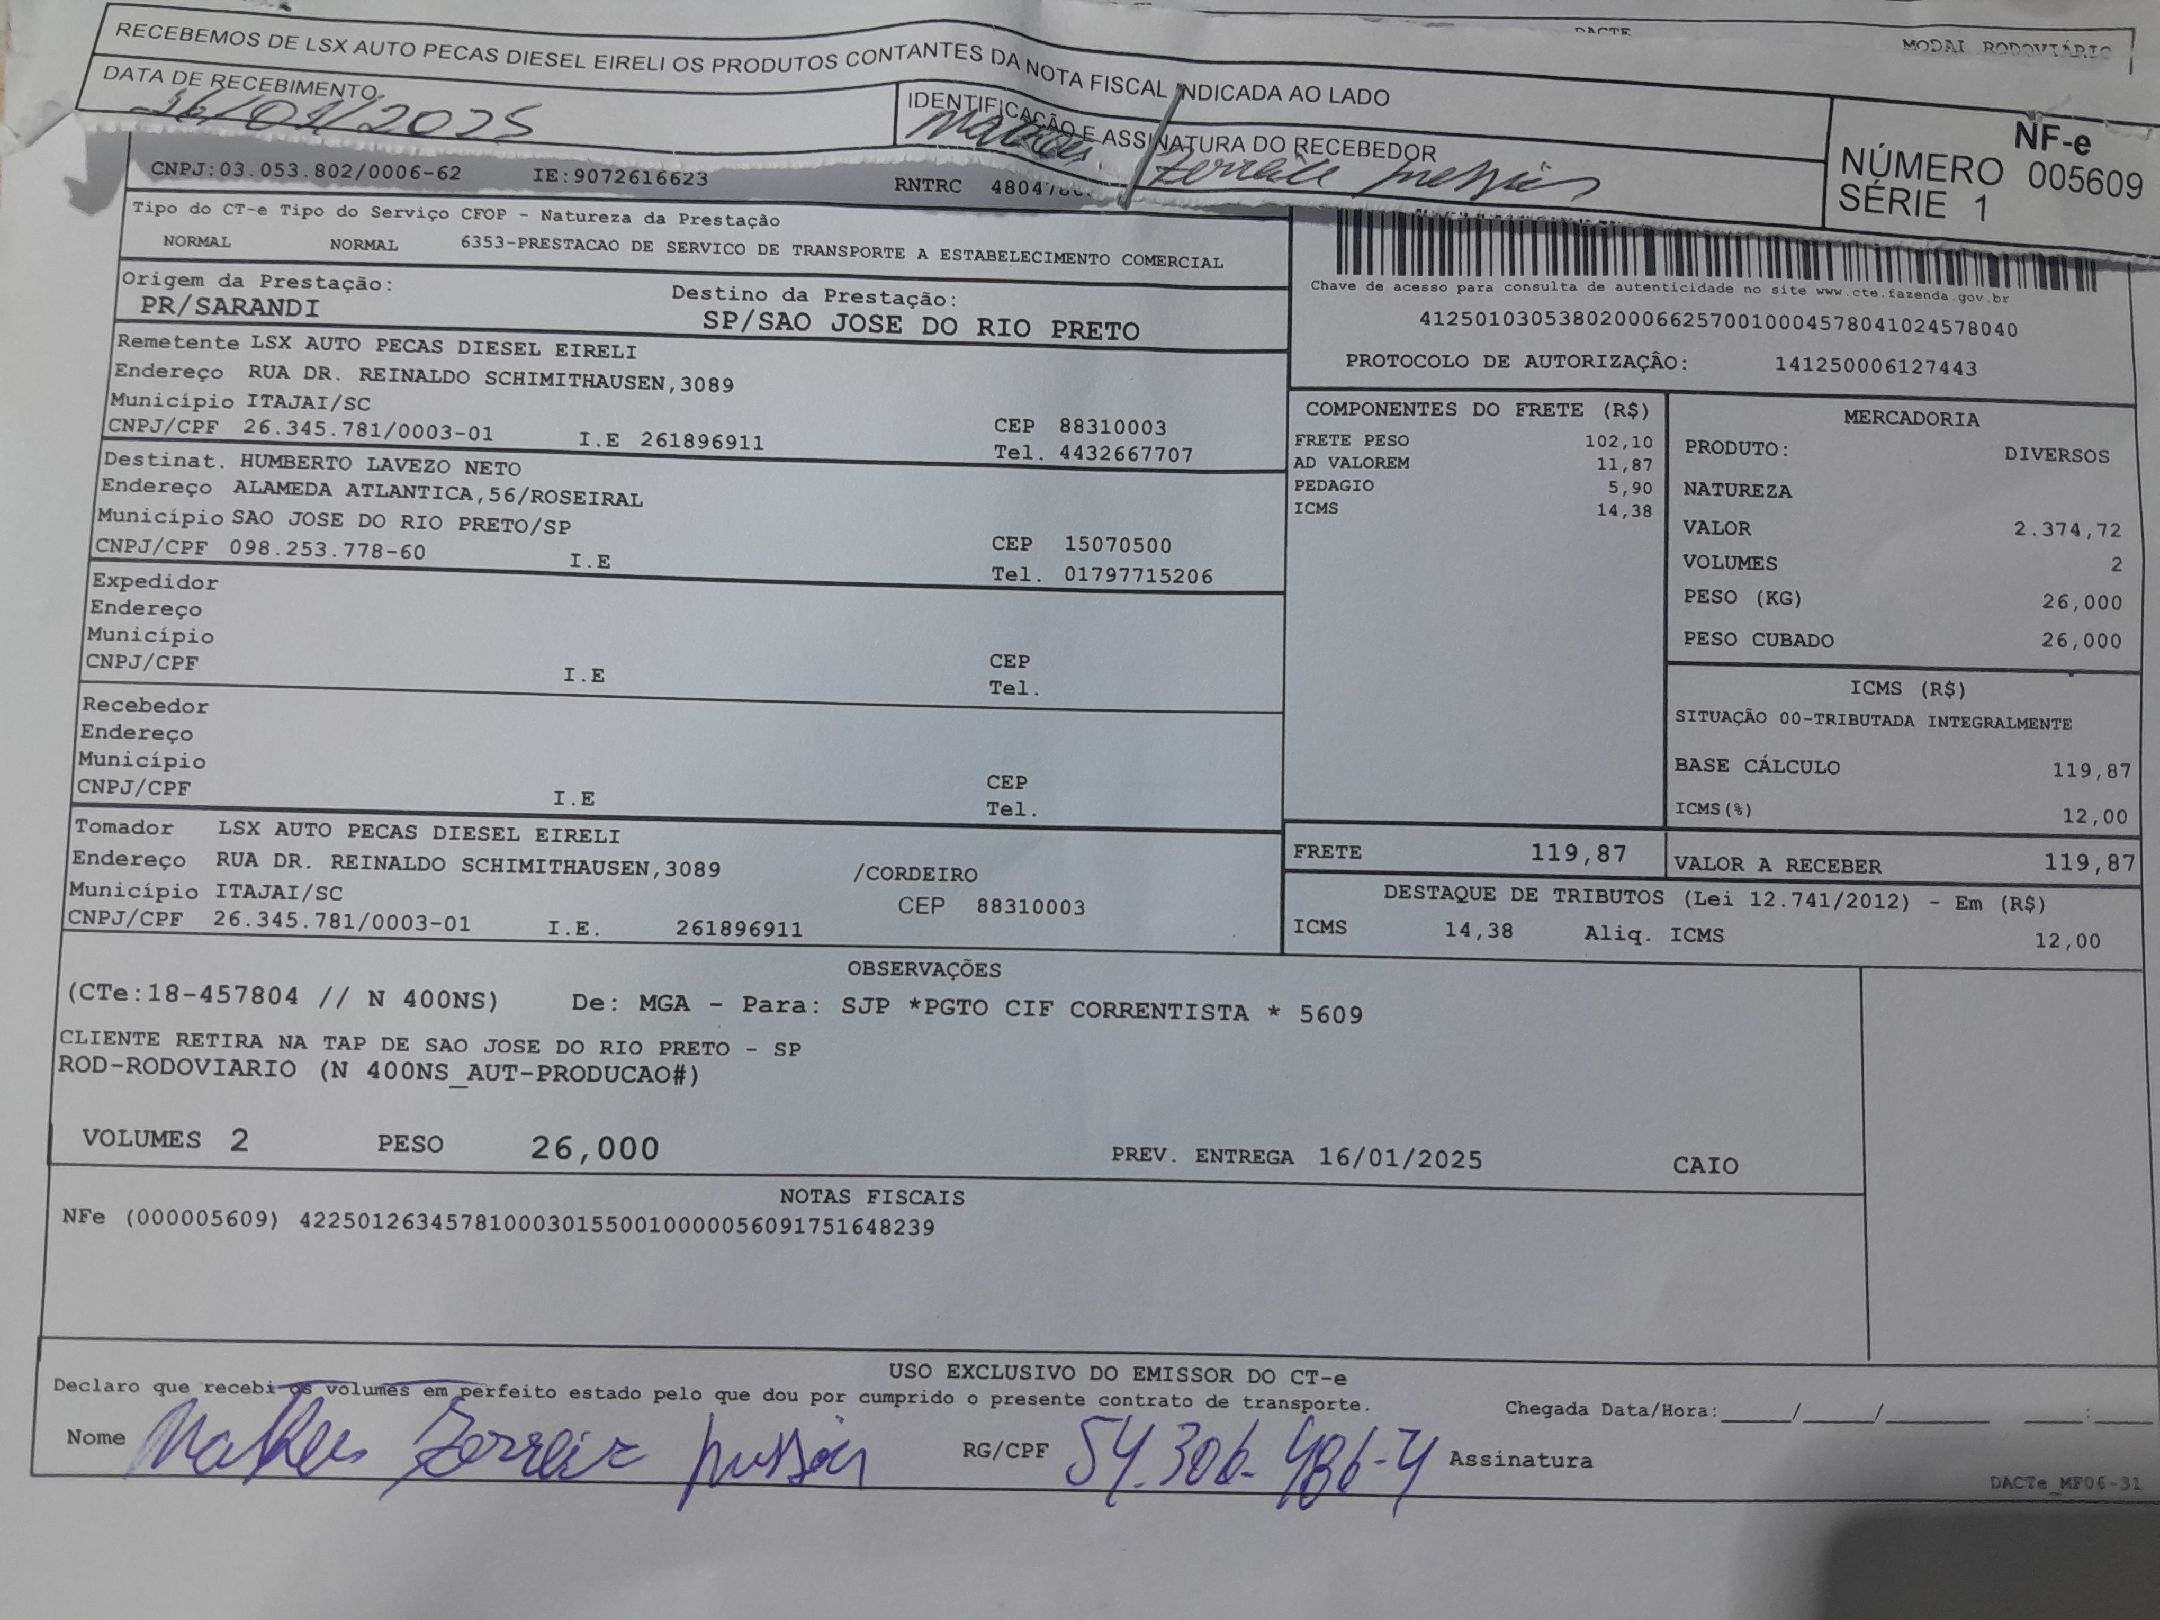 DACTE
MODAL RODOVIÁRIO
RECEBEMOS DE LSX AUTO PECAS DIESEL EIRELI OS PRODUTOS CONTANTES DA NOTA FISCAL INDICADA AO LADO
DATA DE RECEBIMENTO
16/01/2025
IDENTIFICAÇÃO E ASSINATURA DO RECEBEDOR
Matheus Ferreira Messias
NF-e
NÚMERO 005609
SÉRIE 1
CNPJ:03.053.802/0006-62 IE:9072616623 RNTRC
Tipo do CT-e Tipo do Serviço CFOP - Natureza da Prestação
NORMAL NORMAL 6353-PRESTACAO DE SERVICO DE TRANSPORTE A ESTABELECIMENTO COMERCIAL
Chave de acesso para consulta de autenticidade no site www.cte.fazenda.gov.br
41250103053802000662570010004578041024578040
PROTOCOLO DE AUTORIZAÇÃO: 141250006127443
Origem da Prestação: Destino da Prestação:
PR/SARANDI SP/SAO JOSE DO RIO PRETO
Remetente LSX AUTO PECAS DIESEL EIRELI
Endereço RUA DR. REINALDO SCHIMITHAUSEN,3089
Município ITAJAI/SC CEP 88310003
CNPJ/CPF 26.345.781/0003-01 I.E 261896911 Tel. 4432667707
Destinat. HUMBERTO LAVEZO NETO
Endereço ALAMEDA ATLANTICA,56/ROSEIRAL
Município SAO JOSE DO RIO PRETO/SP CEP 15070500
CNPJ/CPF 098.253.778-60 I.E Tel. 01797715206
Expedidor
Endereço
Município CEP
CNPJ/CPF I.E Tel.
Recebedor
Endereço
Município CEP
CNPJ/CPF I.E Tel.
Tomador LSX AUTO PECAS DIESEL EIRELI
Endereço RUA DR. REINALDO SCHIMITHAUSEN,3089 /CORDEIRO
Município ITAJAI/SC CEP 88310003
CNPJ/CPF 26.345.781/0003-01 I.E. 261896911
COMPONENTES DO FRETE (R$)
FRETE PESO 102,10
AD VALOREM 11,87
PEDAGIO 5,90
ICMS 14,38
MERCADORIA
PRODUTO: DIVERSOS
NATUREZA
VALOR 2.374,72
VOLUMES 2
PESO (KG) 26,000
PESO CUBADO 26,000
ICMS (R$)
SITUAÇÃO 00-TRIBUTADA INTEGRALMENTE
BASE CÁLCULO 119,87
ICMS(%) 12,00
FRETE 119,87 VALOR A RECEBER 119,87
DESTAQUE DE TRIBUTOS (Lei 12.741/2012) - Em (R$)
ICMS 14,38 Aliq. ICMS 12,00
OBSERVAÇÕES
(CTe:18-457804 // N 400NS) De: MGA - Para: SJP *PGTO CIF CORRENTISTA * 5609
CLIENTE RETIRA NA TAP DE SAO JOSE DO RIO PRETO - SP
ROD-RODOVIARIO (N 400NS_AUT-PRODUCAO#)
VOLUMES 2 PESO 26,000 PREV. ENTREGA 16/01/2025 CAIO
NOTAS FISCAIS
NFe (000005609) 42250126345781000301550010000056091751648239
USO EXCLUSIVO DO EMISSOR DO CT-e
Declaro que recebi os volumes em perfeito estado pelo que dou por cumprido o presente contrato de transporte. Chegada Data/Hora:____/____/______ ____:____
Nome Matheus Ferreira Messias RG/CPF 54.306.486-4 Assinatura
DACTe_MF06-31